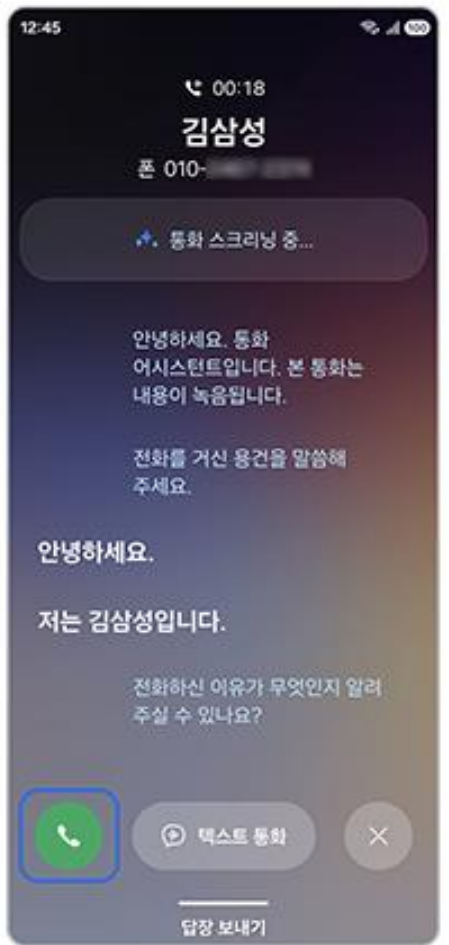 12:45
100
00:18
김삼성
폰 010-
통화 스크리닝 중...
안녕하세요. 통화
어시스턴트입니다. 본 통화는
내용이 녹음됩니다.
전화를 거신 용건을 말씀해
주세요.
안녕하세요.
저는 김삼성입니다.
전화하신 이유가 무엇인지 알려
주실 수 있나요?
텍스트 통화
답장 보내기